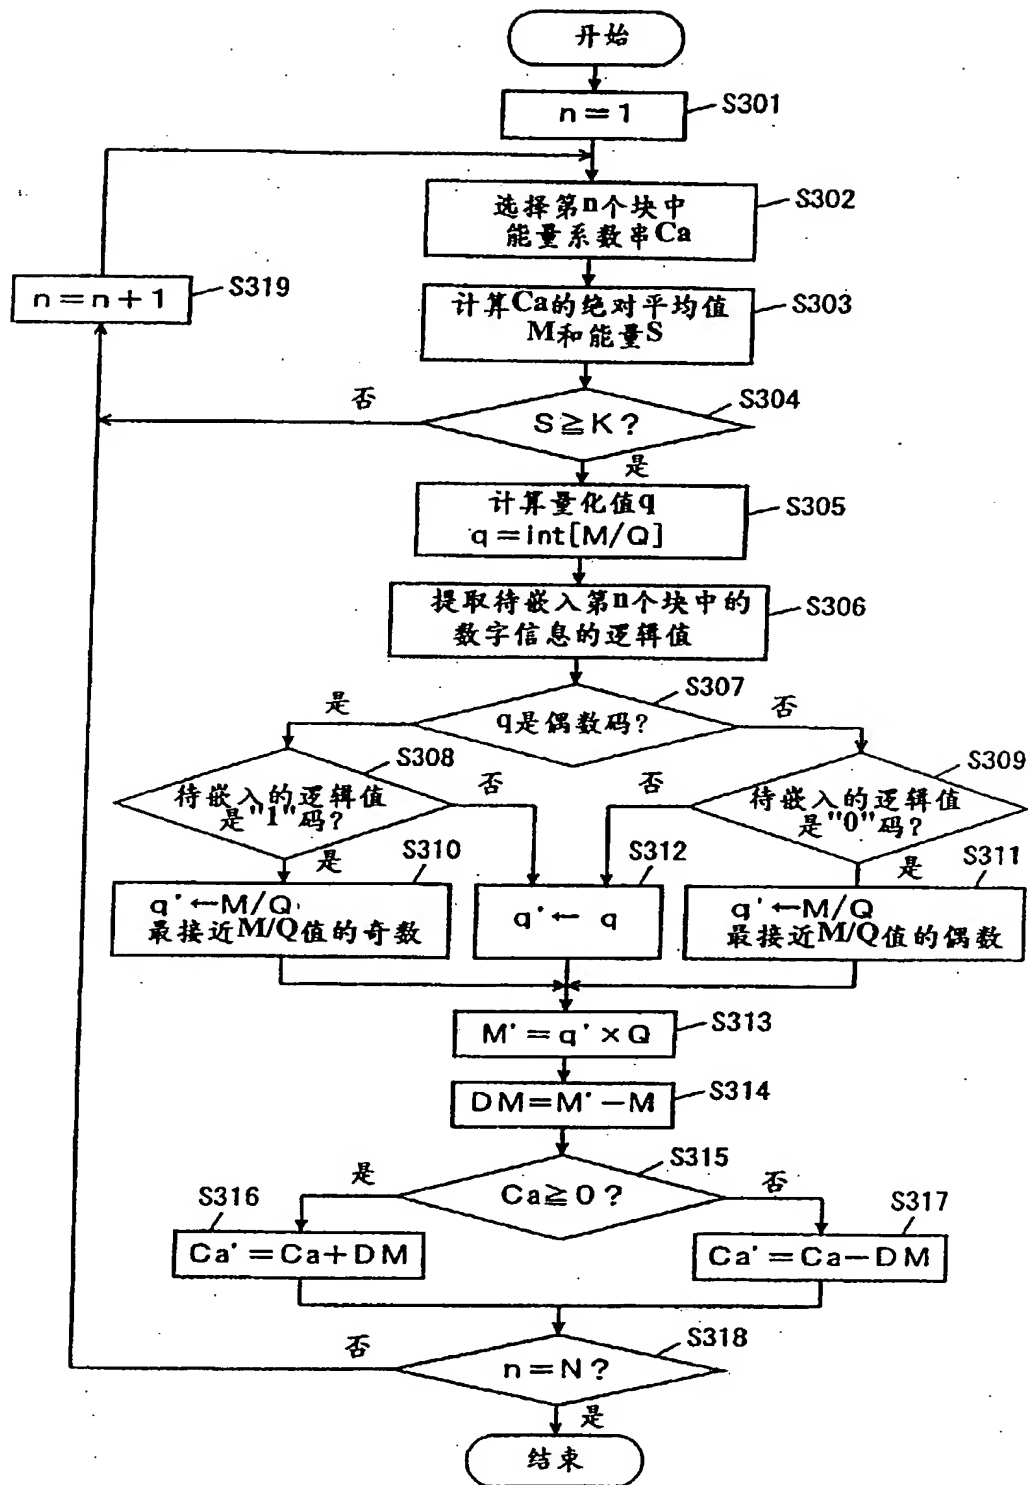 开始
n=1
S301
选择第n个块中
能量系数串Ca
S302
n=n+1
S319
计算Ca的绝对平均值
M和能量S
S303
否
S≧K?
S304
是
计算量化值q
q=int[M/Q]
S305
提取待嵌入第n个块中的
数字信息的逻辑值
S306
S307
是
q是偶数码?
否
S308
待嵌入的逻辑值
是"1"码?
否
否
S309
待嵌入的逻辑值
是"0"码?
是
S310
S312
是
S311
q'←M/Q
最接近M/Q值的奇数
q'← q
q'←M/Q
最接近M/Q值的偶数
M'=q'×Q
S313
DM=M'-M
S314
S315
是
Ca≧0?
否
S316
Ca'=Ca+DM
S317
Ca'=Ca-DM
否
n=N?
S318
是
结束